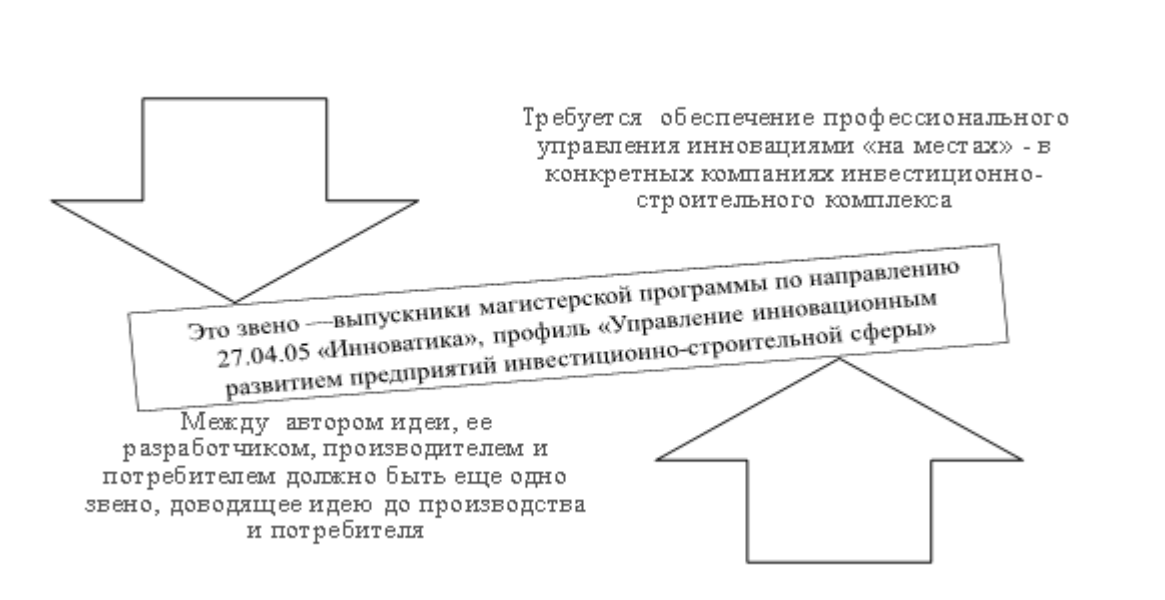 Требуется обеспечение профессионального
управления инновациями «на местах» - в
конкретных компаниях инвестиционно-
строительного комплекса
Это звено —выпускники магистерской программы по направлению
27.04.05 «Инноватика», профиль «Управление инновационным
развитием предприятий инвестиционно-строительной сферы»
Между автором идеи, ее
разработчиком, производителем и
потребителем должно быть еще одно
звено, доводящее идею до производства
и потребителя